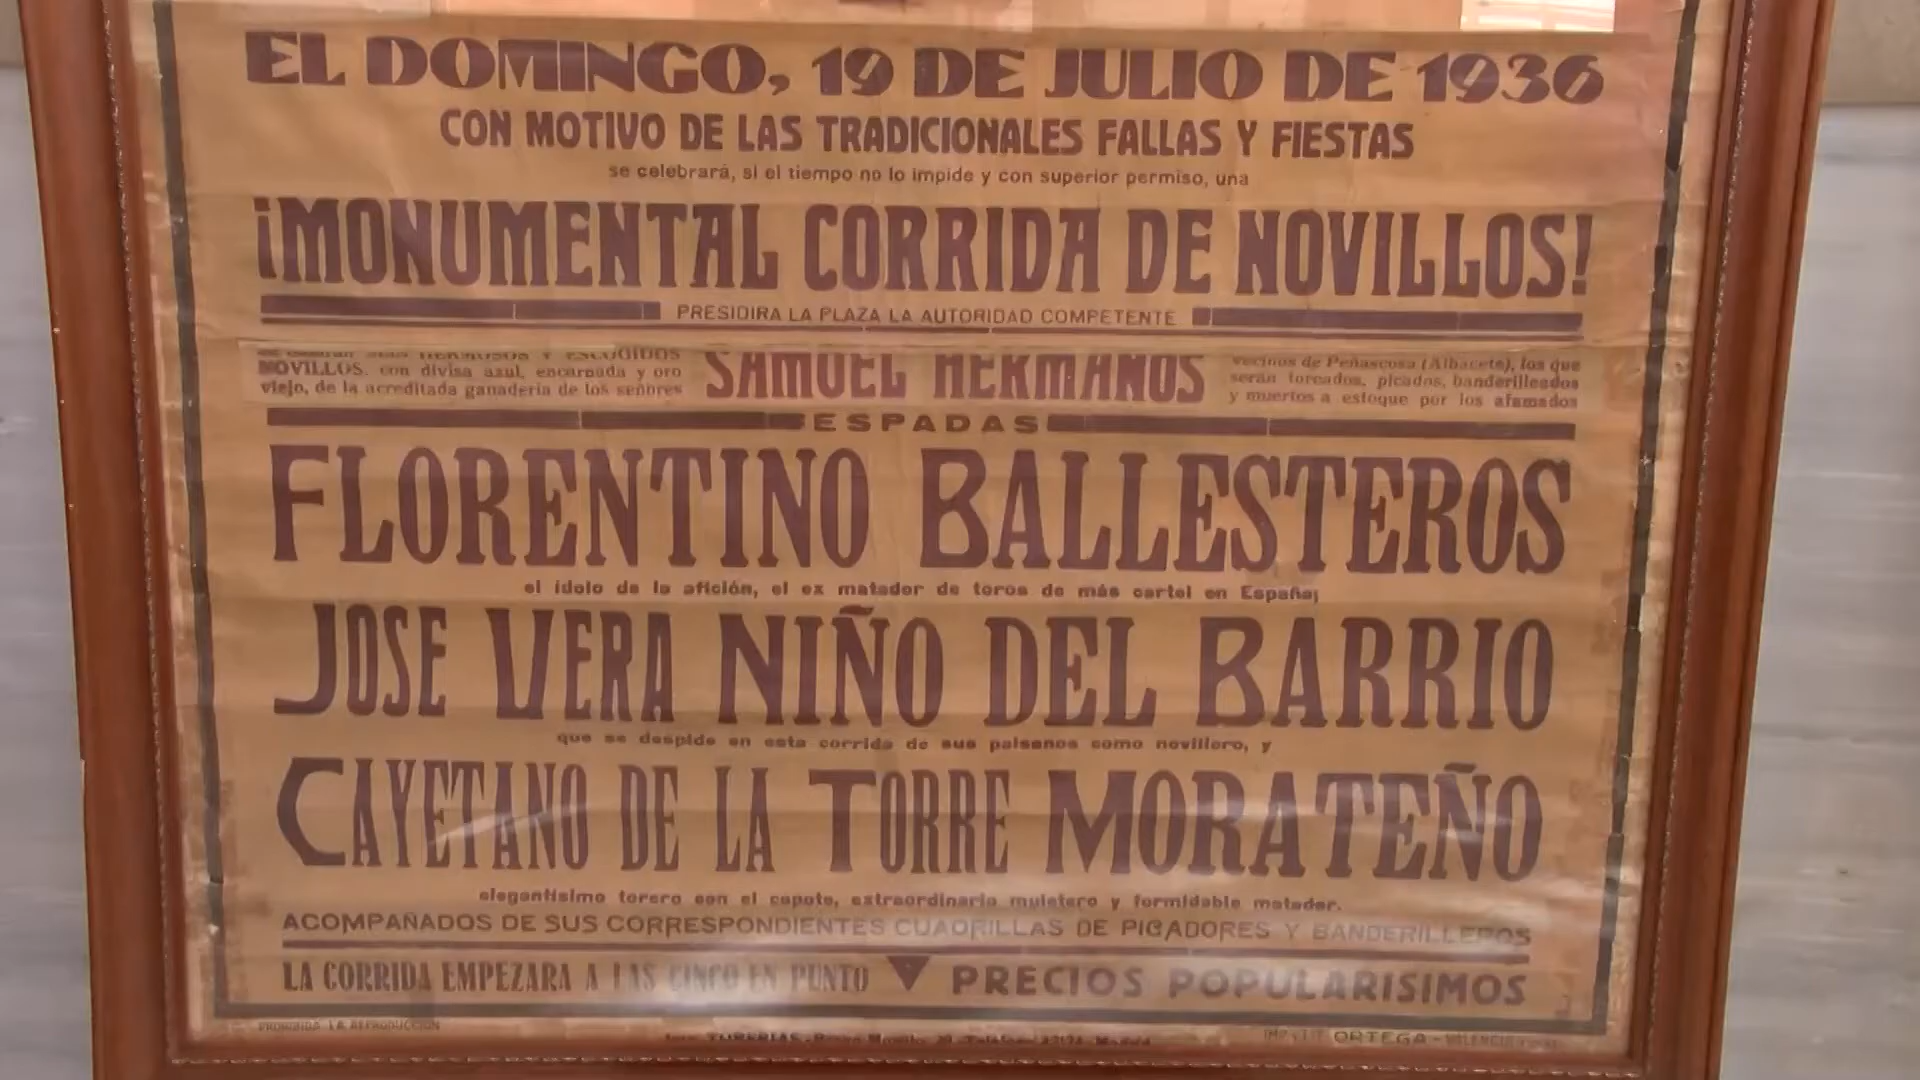 EL DOMINGO, 19 DE JULIO DE 1936
CON MOTIVO DE LAS TRADICIONALES FALLAS Y FIESTAS
se celebrará, si el tiempo no lo impide y con superior permiso, una
¡MONUMENTAL CORRIDA DE NOVILLOS!
PRESIDIRA LA PLAZA LA AUTORIDAD COMPETENTE
HERMOSOS Y ESCOGIDOS
NOVILLOS, con divisa azul, encarnada y oro
viejo, de la acreditada ganadería de los señores
SAMUEL HERMANOS
vecinos de Peñascosa (Albacete), los que
serán toreados, picados, banderilleados
y muertos a estoque por los afamados
ESPADAS
FLORENTINO BALLESTEROS
el ídolo de la afición, el ex matador de toros de más cartel en España;
JOSE VERA NIÑO DEL BARRIO
que se despide en esta corrida de sus paisanos como novillero, y
CAYETANO DE LA TORRE MORATEÑO
elegantísimo torero con el capote, extraordinario muletero y formidable matador.
ACOMPAÑADOS DE SUS CORRESPONDIENTES CUADRILLAS DE PICADORES Y BANDERILLEROS
LA CORRIDA EMPEZARA A LAS CINCO EN PUNTO
PRECIOS POPULARISIMOS
PROHIBIDA LA REPRODUCCION
ORTEGA - VALENCIA